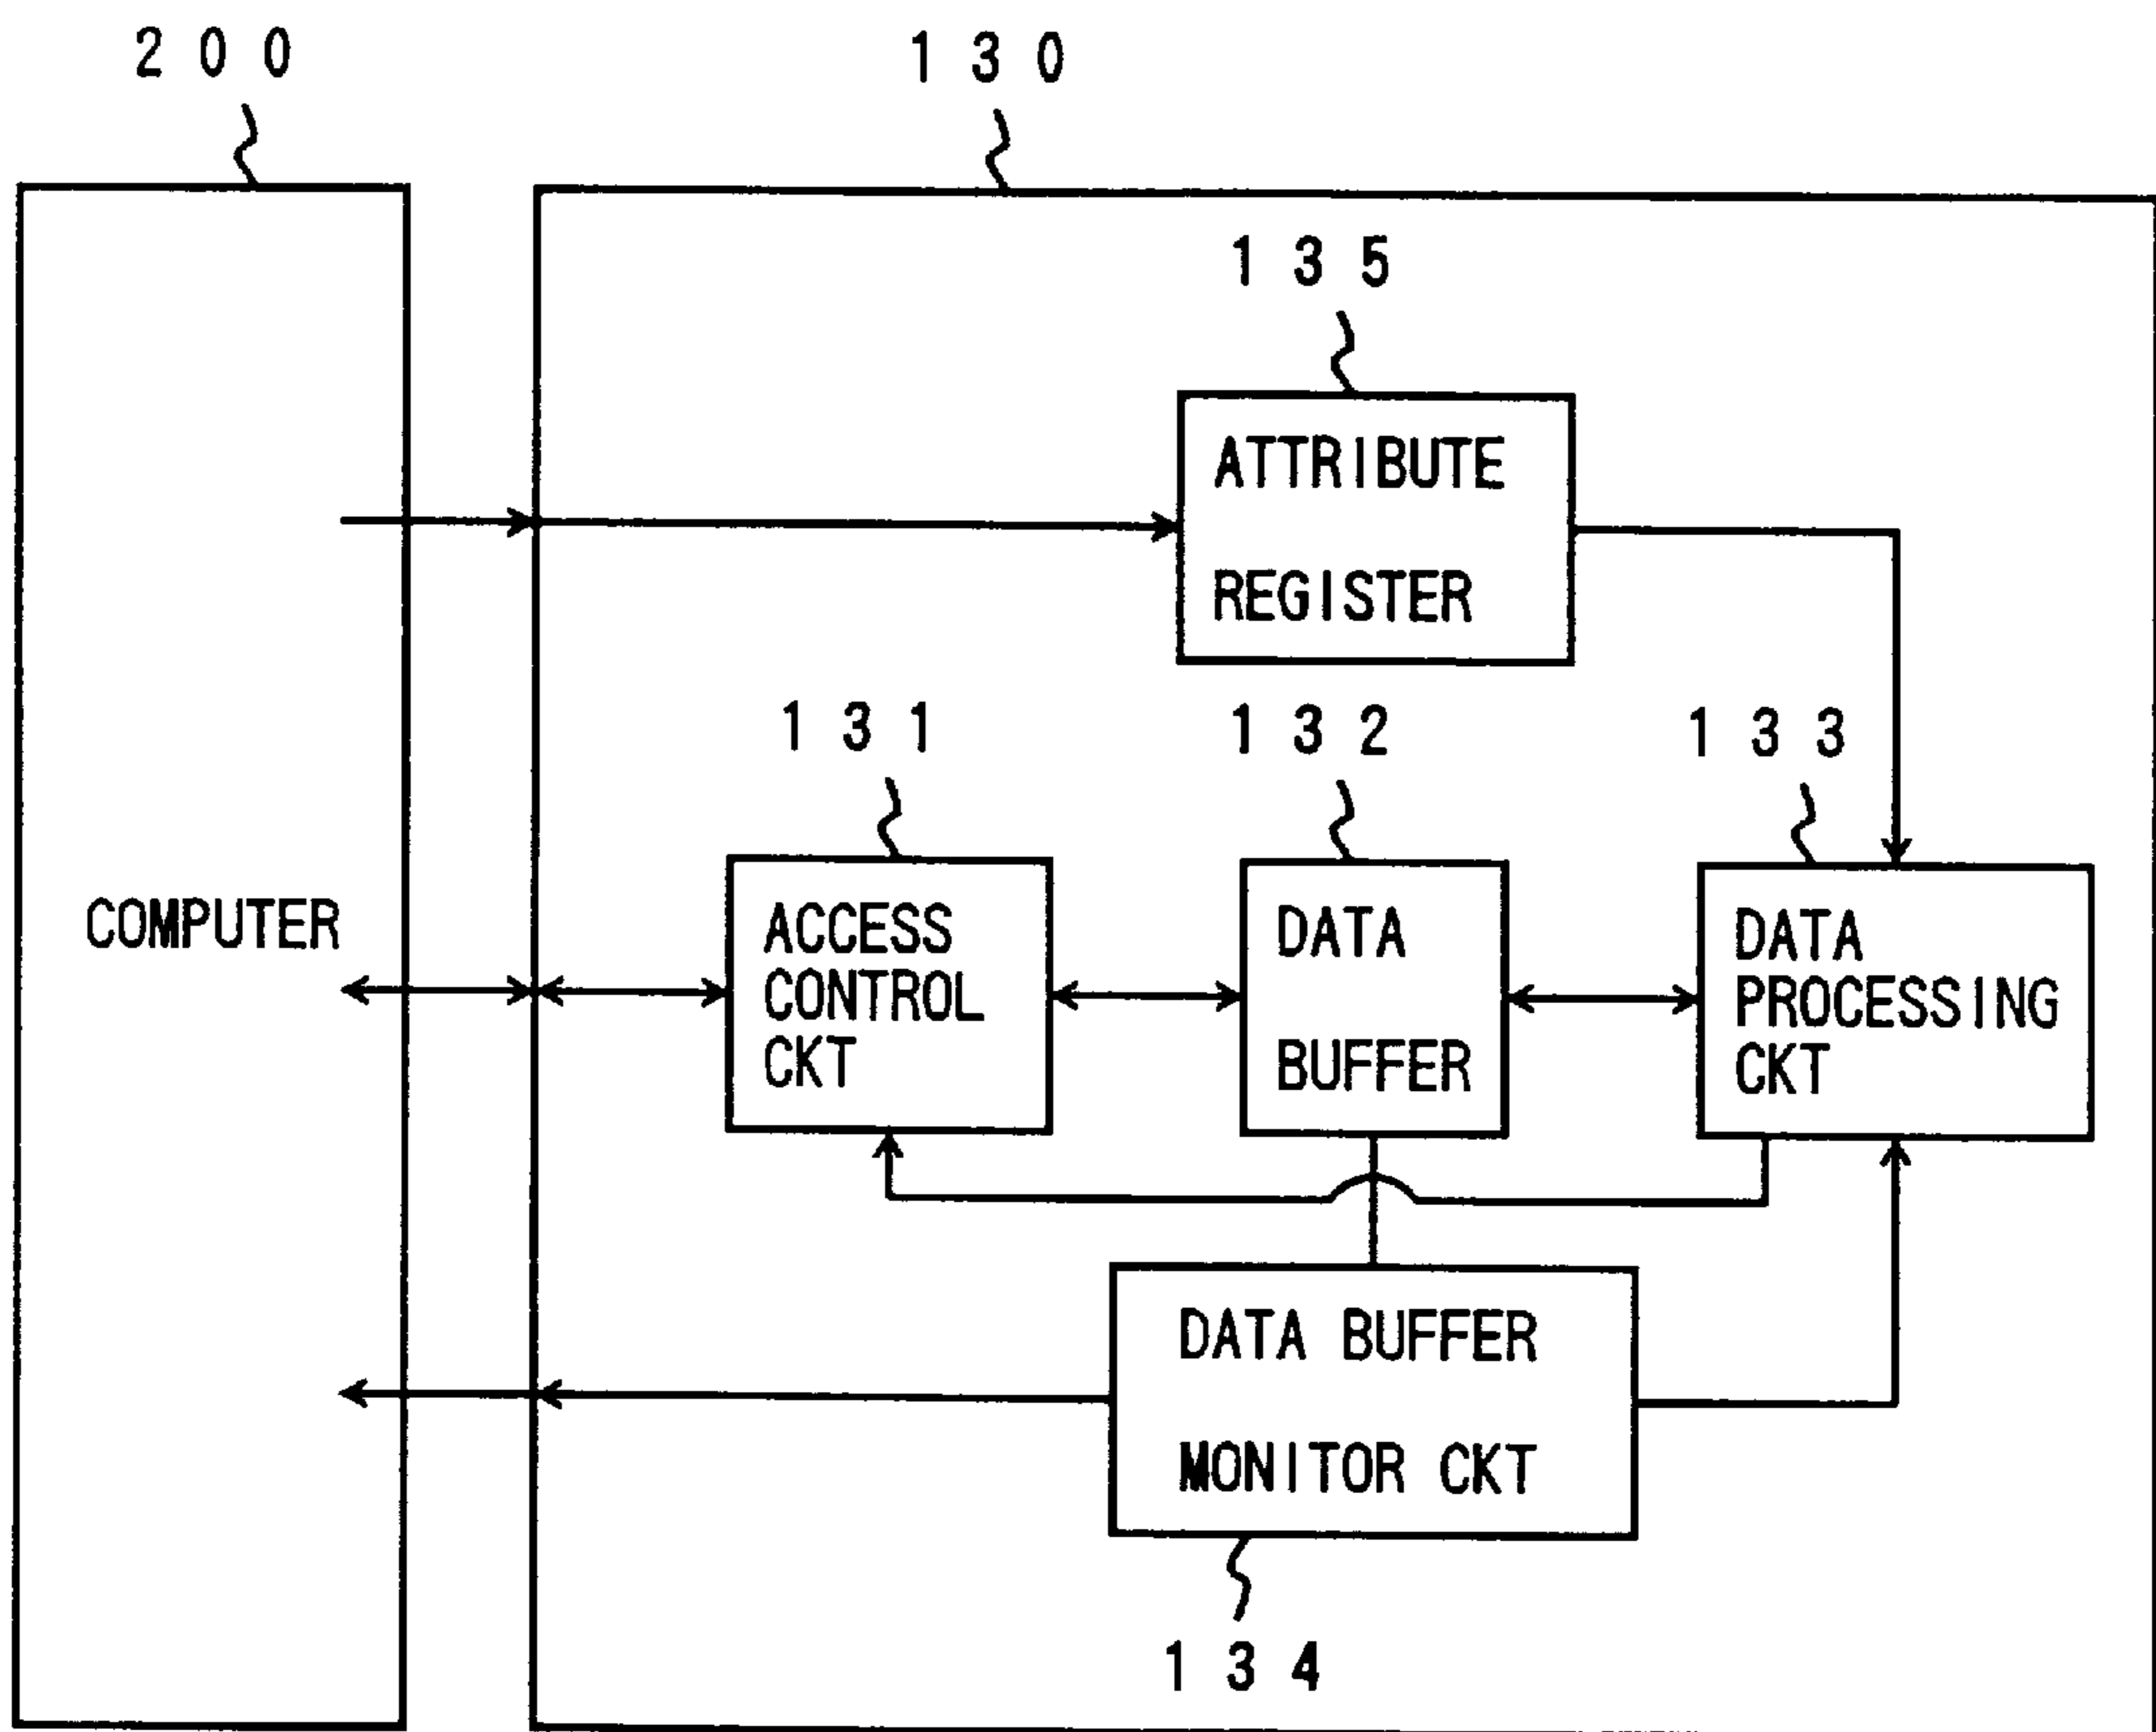 200
130
135
ATTRIBUTE
REGISTER
131
132
133
COMPUTER
ACCESS
CONTROL
CKT
DATA
BUFFER
DATA
PROCESSING
CKT
DATA BUFFER
MONITOR CKT
134